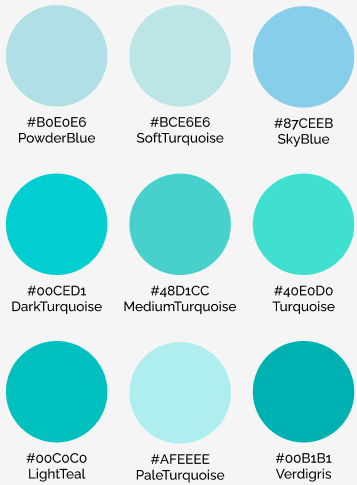 #B0E0E6
PowderBlue
#BCE6E6
SoftTurquoise
#87CEEB
SkyBlue
#00CED1
DarkTurquoise
#48D1CC
MediumTurquoise
#40E0D0
Turquoise
#00C0C0
LightTeal
#AFEEEE
PaleTurquoise
#00B1B1
Verdigris